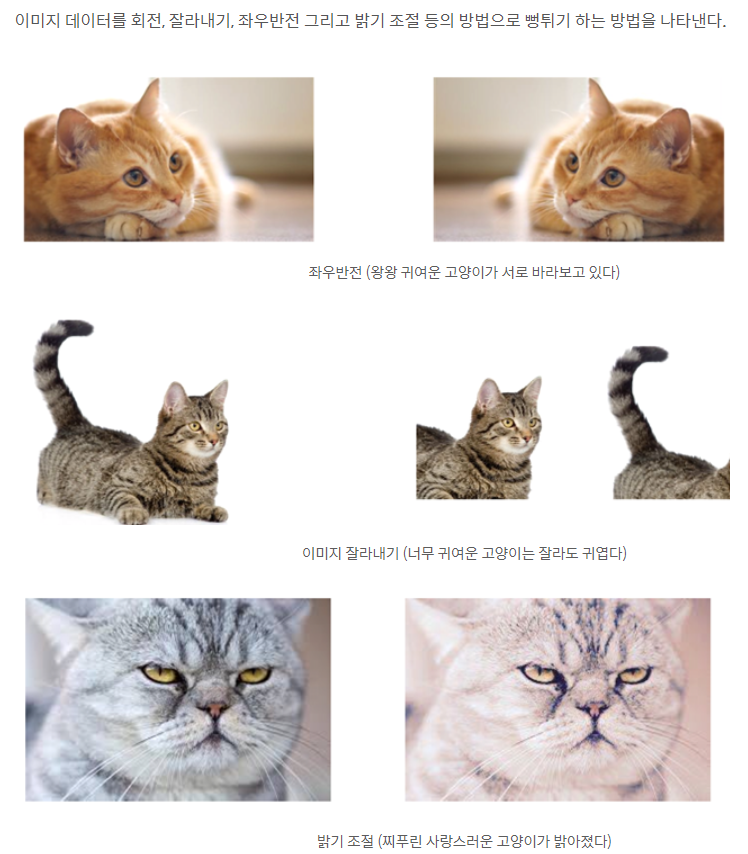 이미지 데이터를 회전, 잘라내기, 좌우반전 그리고 밝기 조절 등의 방법으로 뻥튀기 하는 방법을 나타낸다.
좌우반전 (왕왕 귀여운 고양이가 서로 바라보고 있다)
이미지 잘라내기 (너무 귀여운 고양이는 잘라도 귀엽다)
밝기 조절 (찌푸린 사랑스러운 고양이가 밝아졌다)